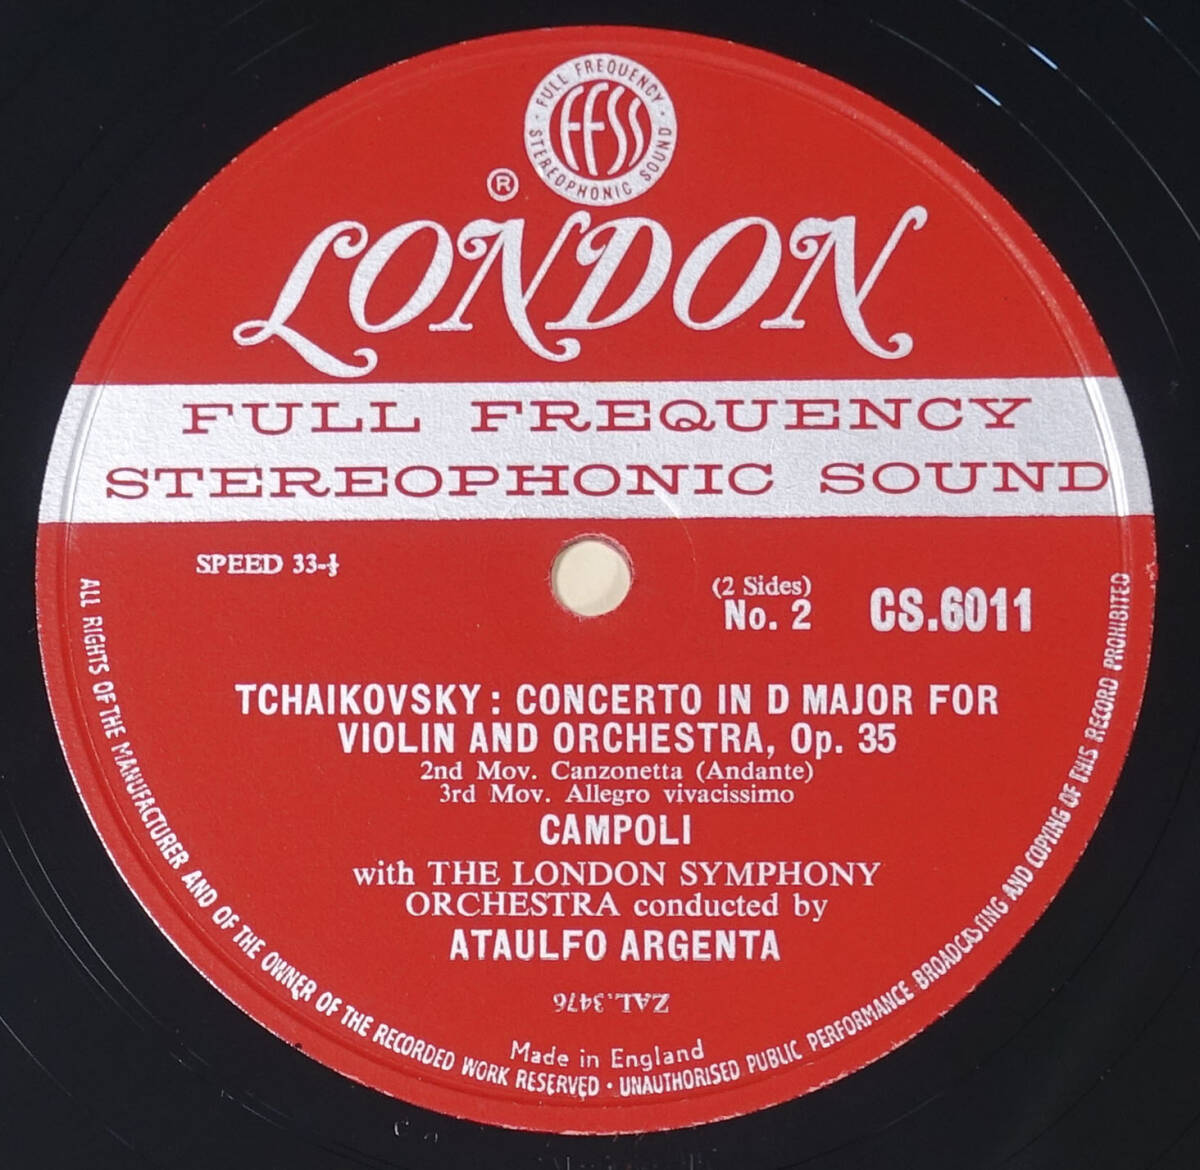 FULL FREQUENCY
FFSS
STEREOPHONIC SOUND
®
LONDON
FULL FREQUENCY
STEREOPHONIC SOUND
SPEED 33-⅓
(2 Sides)
No. 2
CS.6011
TCHAIKOVSKY: CONCERTO IN D MAJOR FOR
VIOLIN AND ORCHESTRA, Op. 35
2nd Mov. Canzonetta (Andante)
3rd Mov. Allegro vivacissimo
CAMPOLI
with THE LONDON SYMPHONY
ORCHESTRA conducted by
ATAULFO ARGENTA
ZAL.3476
Made in England
ALL RIGHTS OF THE MANUFACTURER AND OF THE OWNER OF THE RECORDED WORK RESERVED · UNAUTHORISED PUBLIC PERFORMANCE BROADCASTING AND COPYING OF THIS RECORD PROHIBITED